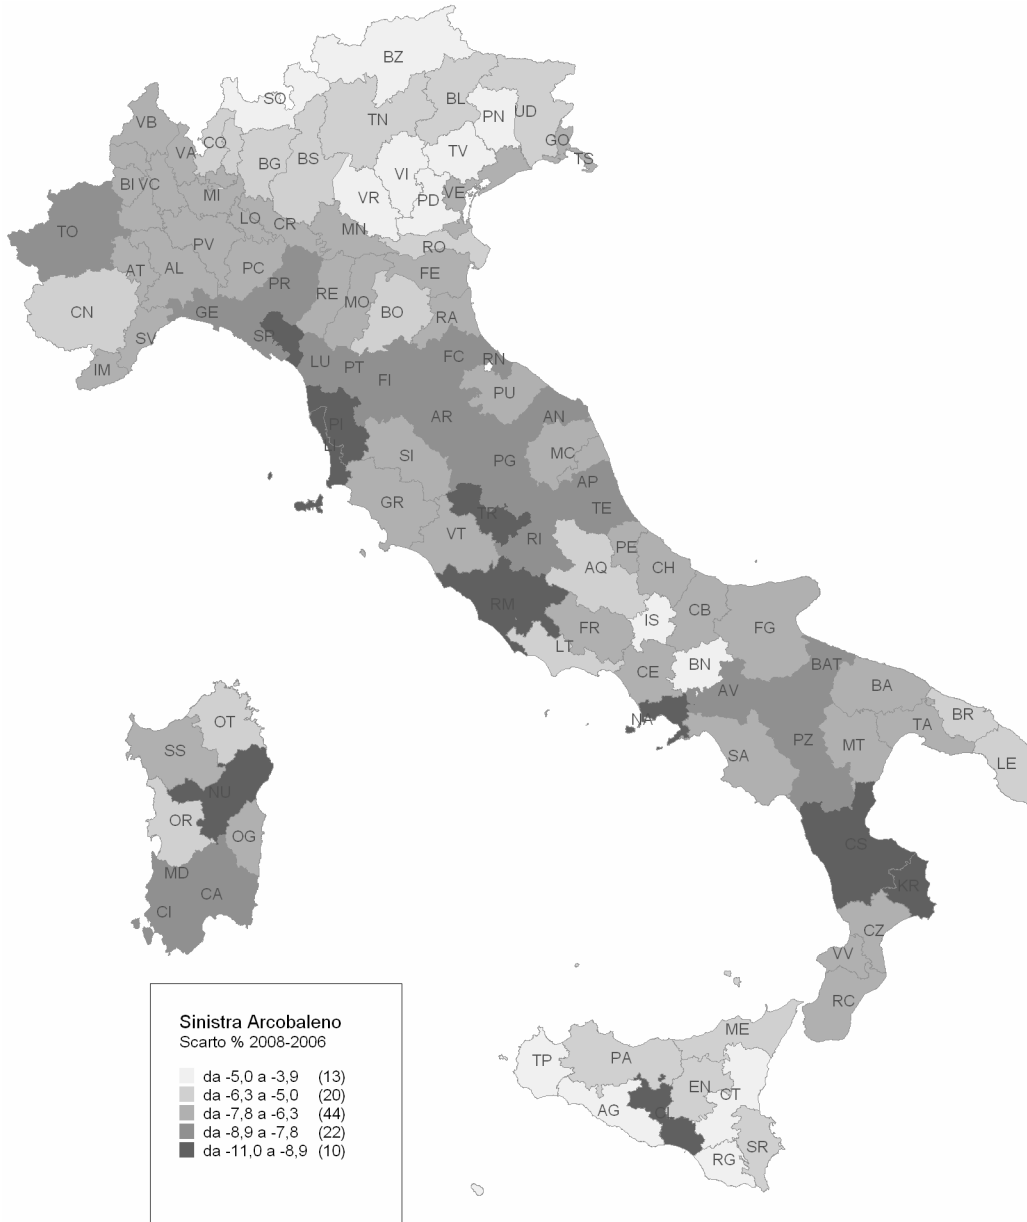 BZ
SO
BL
PN
UD
TN
VB
CO
BS
GO
VA
BG
TV
TS
VI
BI VC
MI
VR
PD
VE
LO
CR
MN
TO
PV
RO
AT
AL
PC
PR
FE
RE
MO
CN
BO
GE
RA
SP
SV
FC
RN
LU
PT
IM
FI
PU
AR
AN
PI
LI
SI
MC
PG
AP
GR
TE
TR
VT
RI
PE
AQ
CH
RM
CB
IS
FR
FG
LT
BN
BAT
CE
BA
AV
NA
BR
OT
TA
SS
PZ
MT
SA
LE
NU
OR
OG
CS
MD
CA
KR
CI
CZ
VV
RC
Sinistra Arcobaleno
Scarto % 2008-2006
ME
TP
PA
da -5,0 a -3,9 (13)
EN
da -6,3 a -5,0 (20)
CT
da -7,8 a -6,3 (44)
AG
CL
da -8,9 a -7,8 (22)
da -11,0 a -8,9 (10)
SR
RG